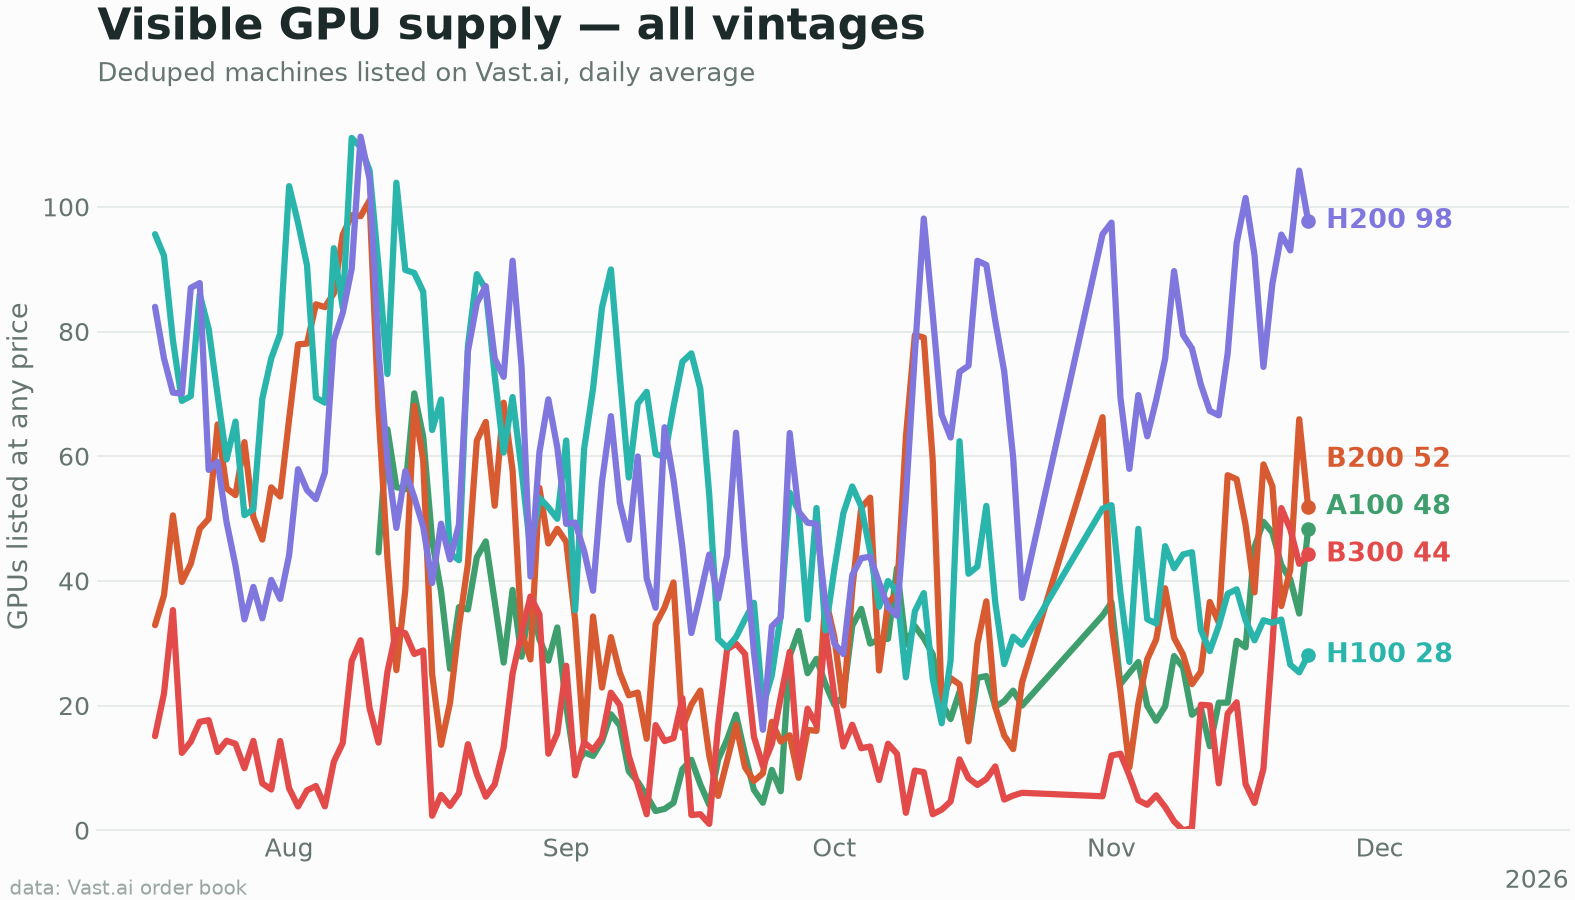 Visible GPU supply — all vintages
Deduped machines listed on Vast.ai, daily average
GPUs listed at any price
100
80
60
40
20
0
H200 98
B200 52
A100 48
B300 44
H100 28
Aug Sep Oct Nov Dec
2026
data: Vast.ai order book